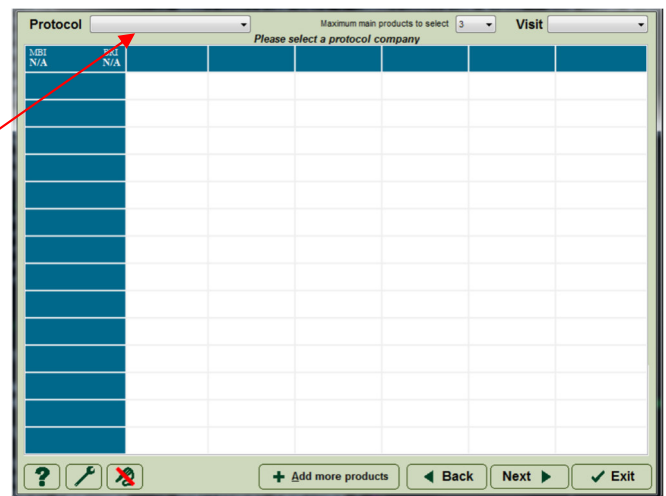 Protocol Maximum main products to select 3 Visit
Please select a protocol company
MBI BRI
N/A N/A
? + Add more products Back Next Exit